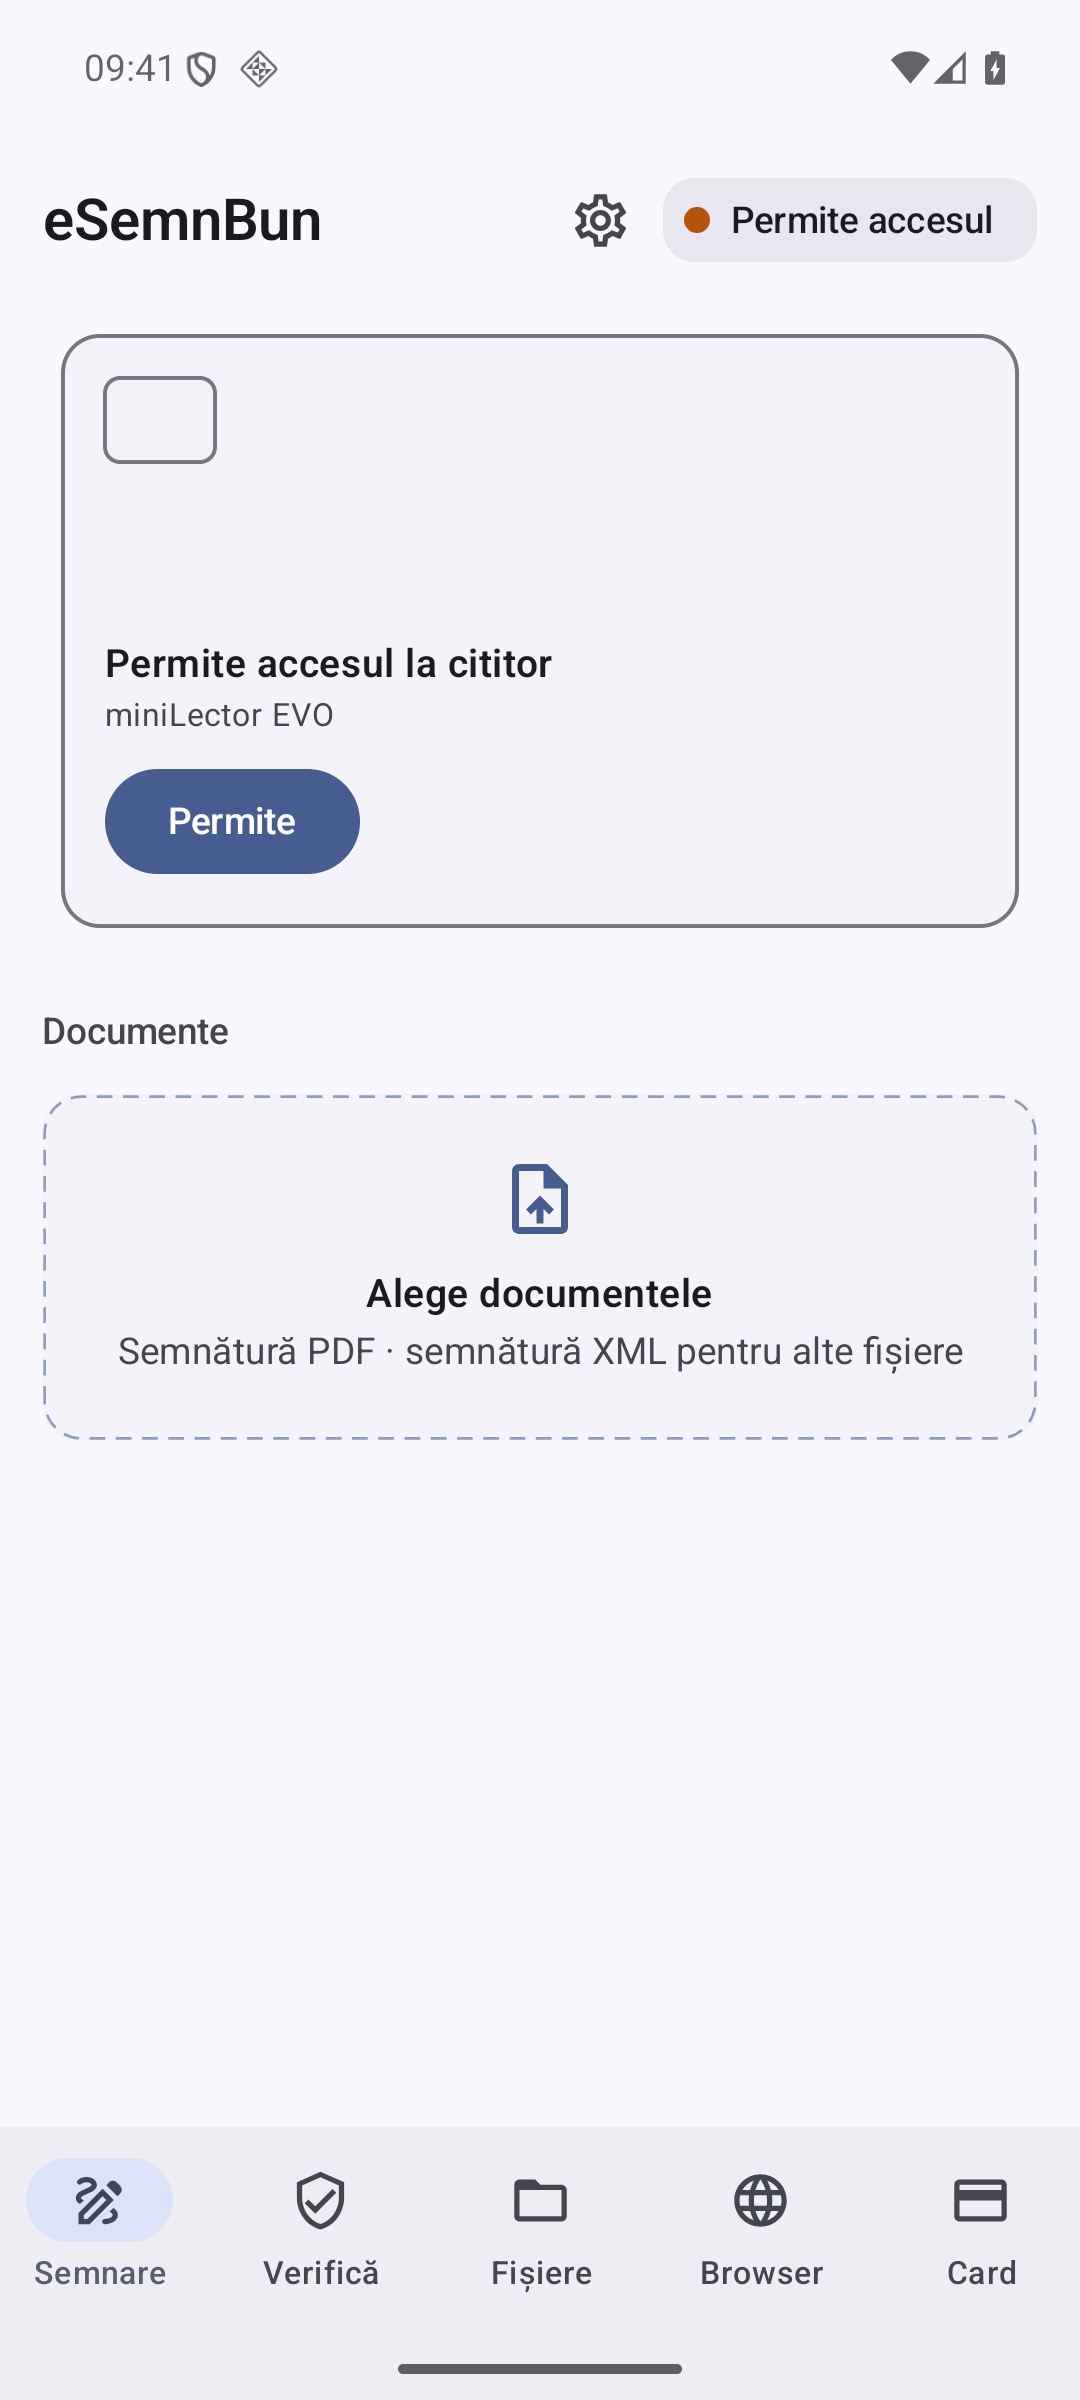 09:41
eSemnBun
Permite accesul
Permite accesul la cititor
miniLector EVO
Permite
Documente
Alege documentele
Semnătură PDF · semnătură XML pentru alte fișiere
Semnare
Verifică
Fișiere
Browser
Card